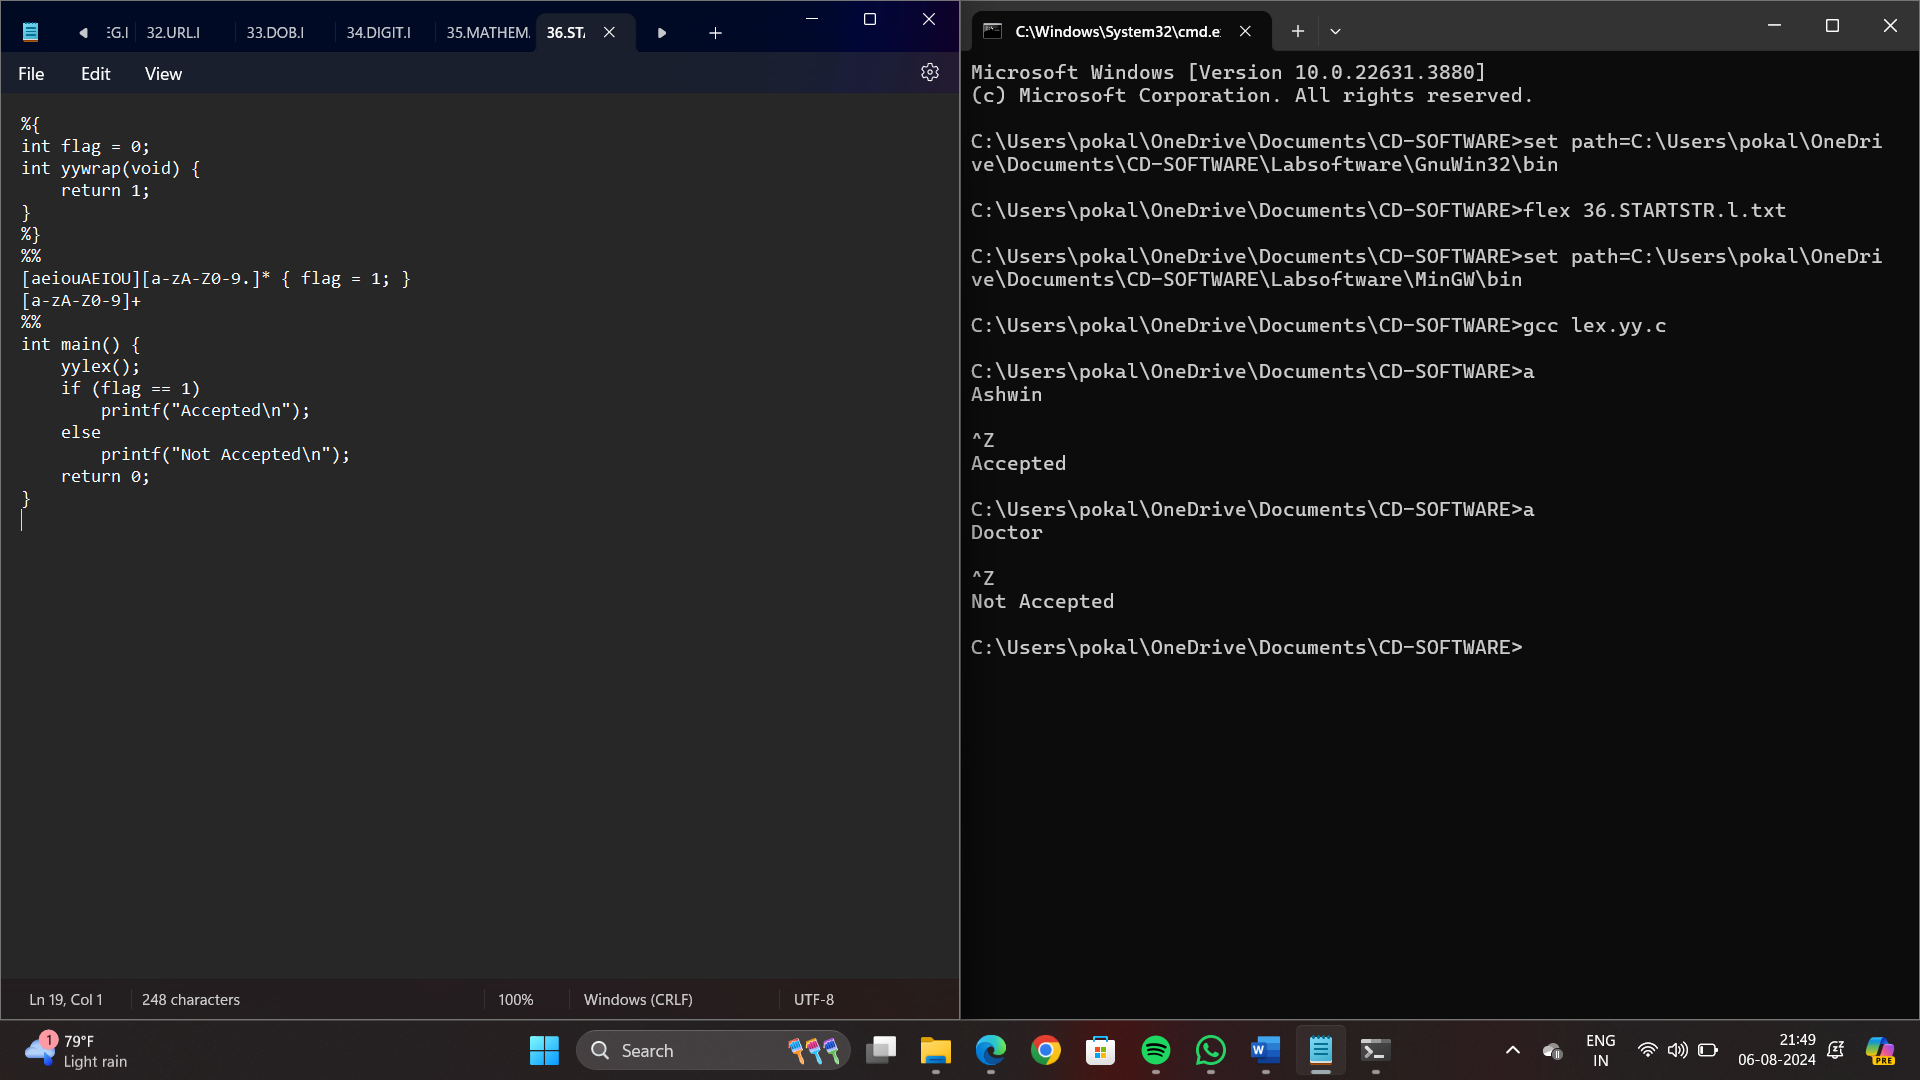 EG.l 32.URL.l 33.DOB.l 34.DIGIT.l 35.MATHEM. 36.STA
File Edit View
%{
int flag = 0;
int yywrap(void) {
return 1;
}
%}
%%
[aeiouAEIOU][a-zA-Z0-9.]* { flag = 1; }
[a-zA-Z0-9]+
%%
int main() {
yylex();
if (flag == 1)
printf("Accepted\n");
else
printf("Not Accepted\n");
return 0;
}
Ln 19, Col 1 248 characters 100% Windows (CRLF) UTF-8
C:\Windows\System32\cmd.e
Microsoft Windows [Version 10.0.22631.3880]
(c) Microsoft Corporation. All rights reserved.
C:\Users\pokal\OneDrive\Documents\CD-SOFTWARE>set path=C:\Users\pokal\OneDri
ve\Documents\CD-SOFTWARE\Labsoftware\GnuWin32\bin
C:\Users\pokal\OneDrive\Documents\CD-SOFTWARE>flex 36.STARTSTR.l.txt
C:\Users\pokal\OneDrive\Documents\CD-SOFTWARE>set path=C:\Users\pokal\OneDri
ve\Documents\CD-SOFTWARE\Labsoftware\MinGW\bin
C:\Users\pokal\OneDrive\Documents\CD-SOFTWARE>gcc lex.yy.c
C:\Users\pokal\OneDrive\Documents\CD-SOFTWARE>a
Ashwin
^Z
Accepted
C:\Users\pokal\OneDrive\Documents\CD-SOFTWARE>a
Doctor
^Z
Not Accepted
C:\Users\pokal\OneDrive\Documents\CD-SOFTWARE>
1 79°F
Light rain
Search
W
ENG
IN
21:49
06-08-2024
PRE